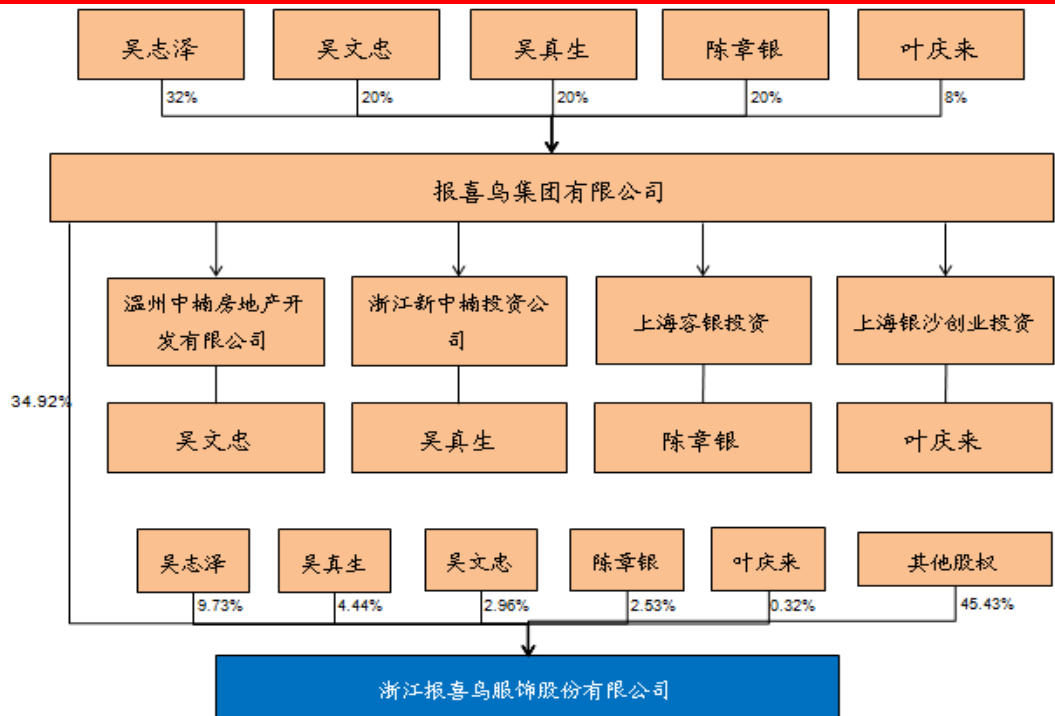 吴志泽
吴文忠
吴真生
陈章银
叶庆来
32%
20%
20%
20%
8%
报喜鸟集团有限公司
温州中楠房地产开
发有限公司
浙江新中楠投资公
司
上海容银投资
上海银沙创业投资
34.92%
吴文忠
吴真生
陈章银
叶庆来
吴志泽
吴真生
吴文忠
陈章银
叶庆来
其他股权
9.73%
4.44%
2.96%
2.53%
0.32%
45.43%
浙江报喜鸟服饰股份有限公司